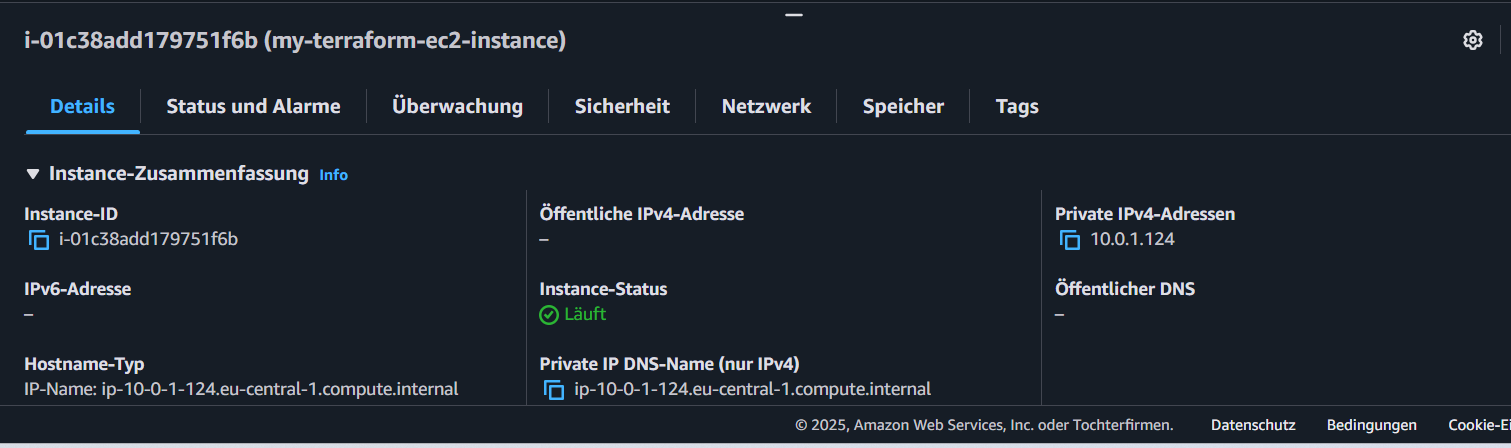 i-01c38add179751f6b (my-terraform-ec2-instance)
Details
Status und Alarme
Überwachung
Sicherheit
Netzwerk
Speicher
Tags
Instance-Zusammenfassung Info
Instance-ID
i-01c38add179751f6b
Öffentliche IPv4-Adresse
–
Private IPv4-Adressen
10.0.1.124
IPv6-Adresse
–
Instance-Status
Läuft
Öffentlicher DNS
–
Hostname-Typ
IP-Name: ip-10-0-1-124.eu-central-1.compute.internal
Private IP DNS-Name (nur IPv4)
ip-10-0-1-124.eu-central-1.compute.internal
© 2025, Amazon Web Services, Inc. oder Tochterfirmen.
Datenschutz
Bedingungen